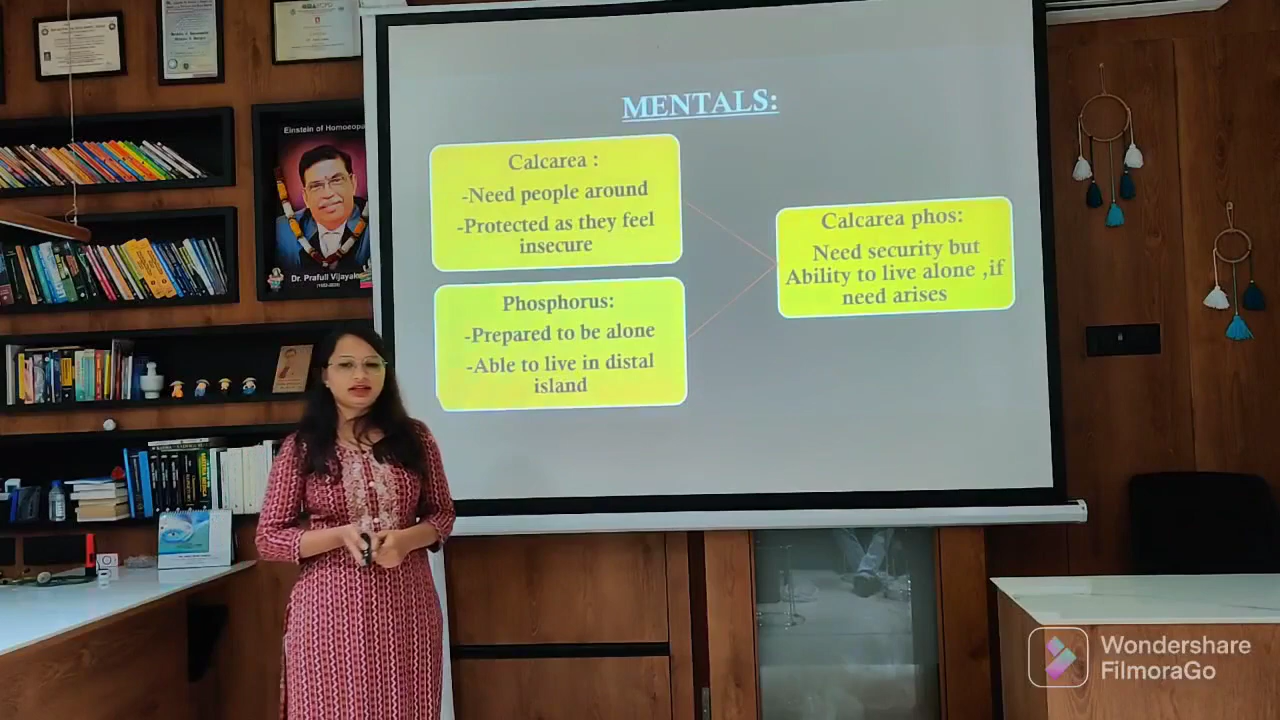 MENTALS:
Calcarea :
-Need people around
-Protected as they feel
insecure
Phosphorus:
-Prepared to be alone
-Able to live in distal
island
Calcarea phos:
Need security but
Ability to live alone ,if
need arises
Einstein of Homoeopa
Dr. Prafull Vijayak
Wondershare
FilmoraGo